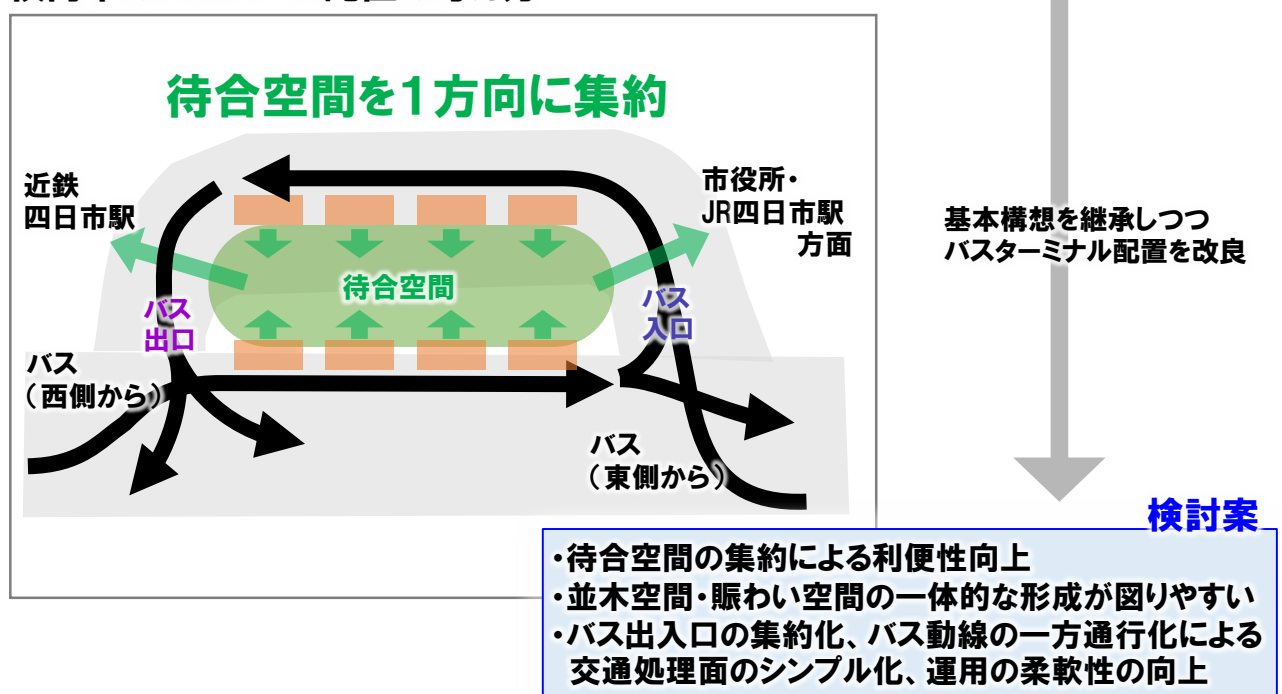 待合空間を1方向に集約
近鉄
四日市駅
市役所・
JR四日市駅
方面
待合空間
バス
出口
バス
入口
バス
（西側から）
バス
（東側から）
基本構想を継承しつつ
バスターミナル配置を改良
検討案
・待合空間の集約による利便性向上
・並木空間・賑わい空間の一体的な形成が図りやすい
・バス出入口の集約化、バス動線の一方通行化による
交通処理面のシンプル化、運用の柔軟性の向上